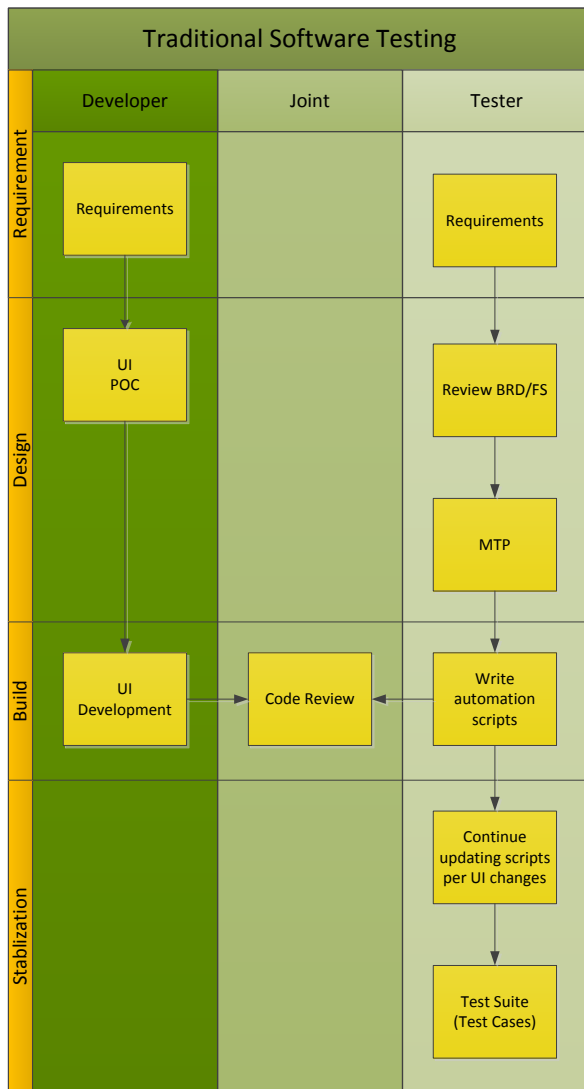 Traditional Software Testing
Developer
Joint
Tester
Requirement
Requirements
Requirements
Design
UI
POC
Review BRD/FS
MTP
Build
UI
Development
Code Review
Write
automation
scripts
Stablization
Continue
updating scripts
per UI changes
Test Suite
(Test Cases)